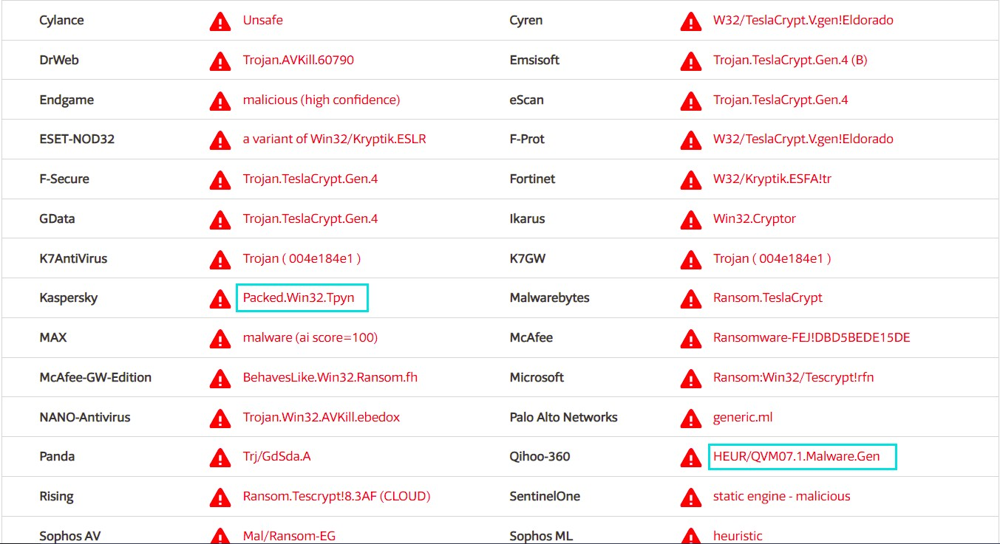 Cylance Unsafe Cyren W32/TeslaCrypt.V.gen!Eldorado
DrWeb Trojan.AVKill.60790 Emsisoft Trojan.TeslaCrypt.Gen.4 (B)
Endgame malicious (high confidence) eScan Trojan.TeslaCrypt.Gen.4
ESET-NOD32 a variant of Win32/Kryptik.ESLR F-Prot W32/TeslaCrypt.V.gen!Eldorado
F-Secure Trojan.TeslaCrypt.Gen.4 Fortinet W32/Kryptik.ESFA!tr
GData Trojan.TeslaCrypt.Gen.4 Ikarus Win32.Cryptor
K7AntiVirus Trojan ( 004e184e1 ) K7GW Trojan ( 004e184e1 )
Kaspersky Packed.Win32.Tpyn Malwarebytes Ransom.TeslaCrypt
MAX malware (ai score=100) McAfee Ransomware-FEJ!DBD5BEDE15DE
McAfee-GW-Edition BehavesLike.Win32.Ransom.fh Microsoft Ransom:Win32/Tescrypt!rfn
NANO-Antivirus Trojan.Win32.AVKill.ebedox Palo Alto Networks generic.ml
Panda Trj/GdSda.A Qihoo-360 HEUR/QVM07.1.Malware.Gen
Rising Ransom.Tescrypt!8.3AF (CLOUD) SentinelOne static engine - malicious
Sophos AV Mal/Ransom-EG Sophos ML heuristic